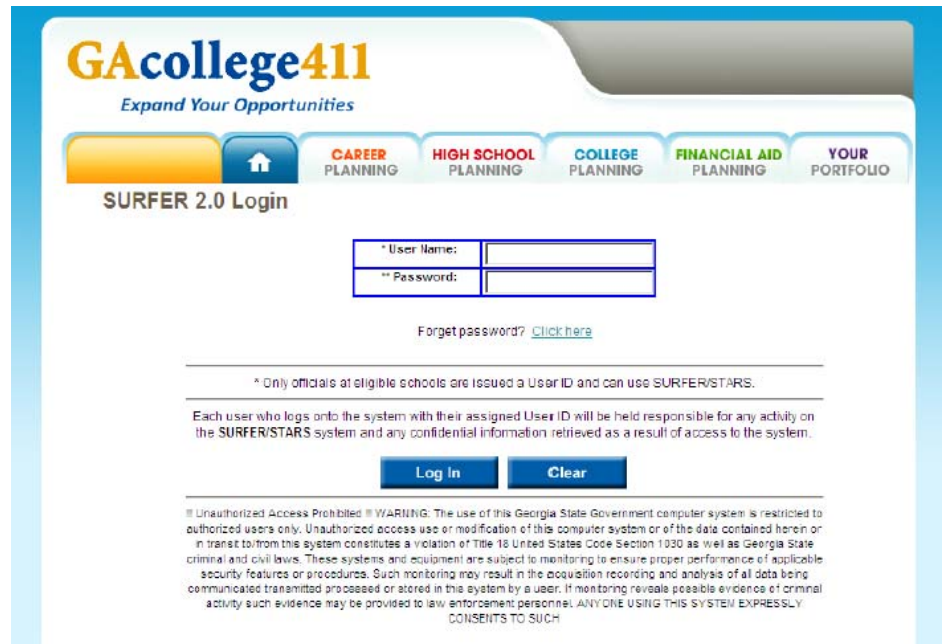 GAcollege411
Expand Your Opportunities
CAREER PLANNING
HIGH SCHOOL PLANNING
COLLEGE PLANNING
FINANCIAL AID PLANNING
YOUR PORTFOLIO
SURFER 2.0 Login
* User Name:
** Password:
Forget password? Click here
* Only officials at eligible schools are issued a User ID and can use SURFER/STARS.
Each user who logs onto the system with their assigned User ID will be held responsible for any activity on
the SURFER/STARS system and any confidential information retrieved as a result of access to the system.
Log In
Clear
!! Unauthorized Access Prohibited !! WARNING: The use of this Georgia State Government computer system is restricted to
authorized users only. Unauthorized access use or modification of this computer system or of the data contained herein or
in transit to/from this system constitutes a violation of Title 18 United States Code Section 1030 as well as Georgia State
criminal and civil laws. These systems and equipment are subject to monitoring to ensure proper performance of applicable
security features or procedures. Such monitoring may result in the acquisition recording and analysis of all data being
communicated transmitted processed or stored in this system by a user. If monitoring reveals possible evidence of criminal
activity such evidence may be provided to law enforcement personnel. ANYONE USING THIS SYSTEM EXPRESSLY
CONSENTS TO SUCH